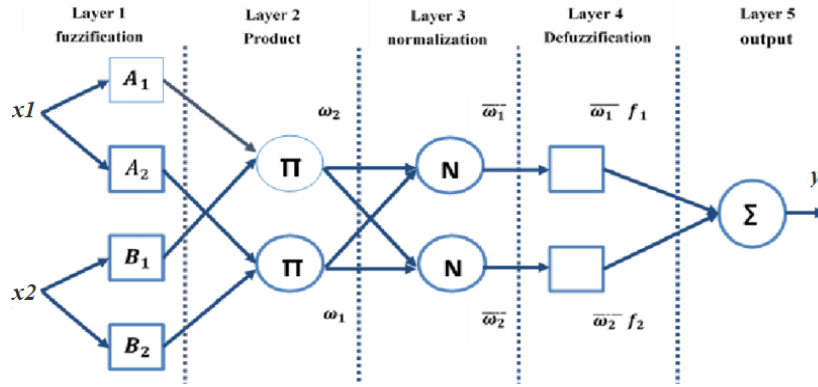 Layer 1 Layer 2 Layer 3 Layer 4 Layer 5
fuzzification Product normalization Defuzzification output
A₁
x1 ω₂ ω̅₁ ω̅₁ f₁
A₂ Π N y
Σ
B₁
x2 Π N
B₂ ω₁ ω̅₂ ω̅₂ f₂